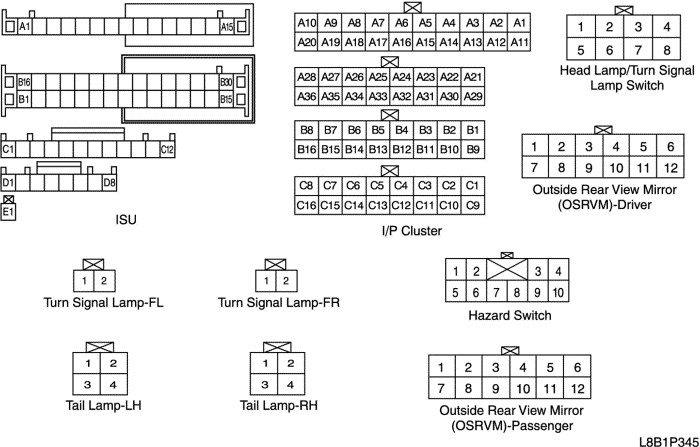 A1 A15
B16 B30
B1 B15
C1 C12
D1 D8
E1
ISU
A10 A9 A8 A7 A6 A5 A4 A3 A2 A1
A20 A19 A18 A17 A16 A15 A14 A13 A12 A11
A28 A27 A26 A25 A24 A23 A22 A21
A36 A35 A34 A33 A32 A31 A30 A29
B8 B7 B6 B5 B4 B3 B2 B1
B16 B15 B14 B13 B12 B11 B10 B9
C8 C7 C6 C5 C4 C3 C2 C1
C16 C15 C14 C13 C12 C11 C10 C9
I/P Cluster
1 2 3 4
5 6 7 8
Head Lamp/Turn Signal
Lamp Switch
1 2 3 4 5 6
7 8 9 10 11 12
Outside Rear View Mirror
(OSRVM)-Driver
1 2
Turn Signal Lamp-FL
1 2
Turn Signal Lamp-FR
1 2 3 4
5 6 7 8 9 10
Hazard Switch
1 2
3 4
Tail Lamp-LH
1 2
3 4
Tail Lamp-RH
1 2 3 4 5 6
7 8 9 10 11 12
Outside Rear View Mirror
(OSRVM)-Passenger
L8B1P345